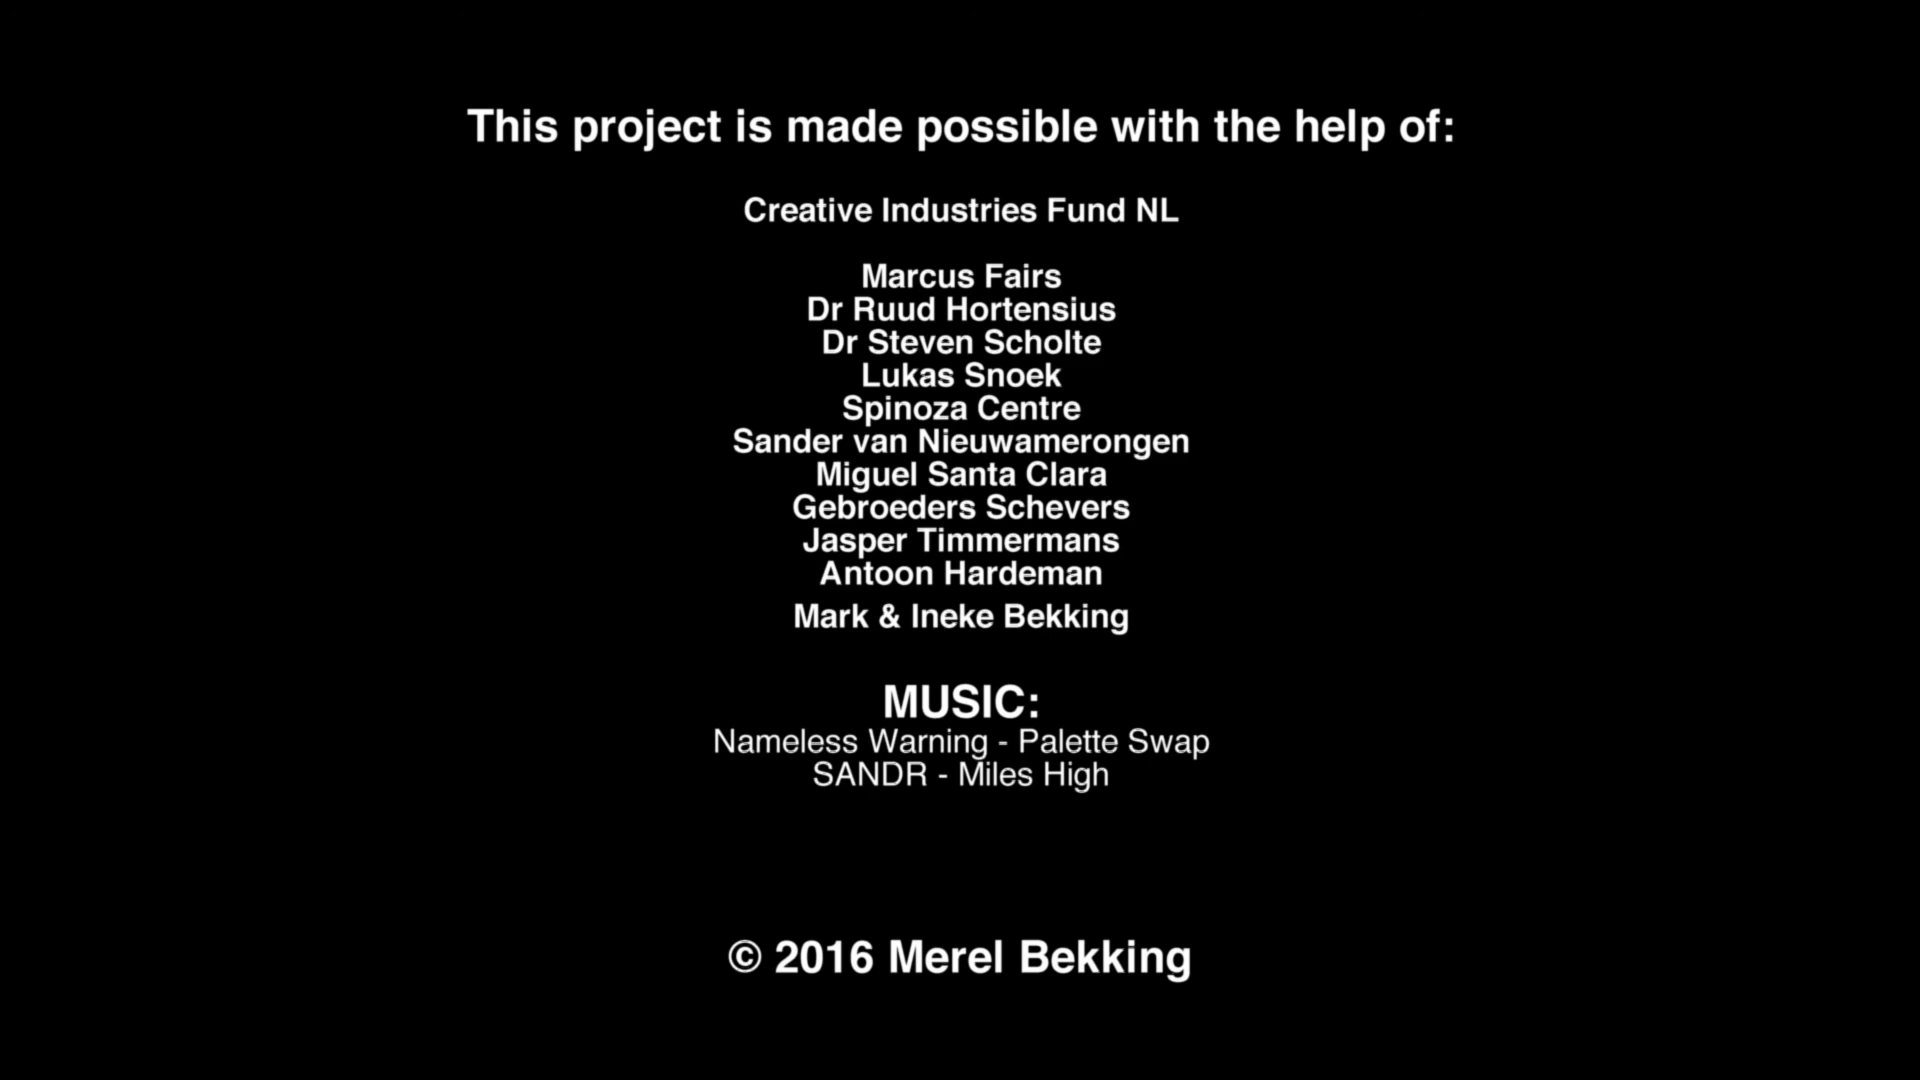 This project is made possible with the help of:
Creative Industries Fund NL
Marcus Fairs
Dr Ruud Hortensius
Dr Steven Scholte
Lukas Snoek
Spinoza Centre
Sander van Nieuwamerongen
Miguel Santa Clara
Gebroeders Schevers
Jasper Timmermans
Antoon Hardeman
Mark & Ineke Bekking
MUSIC:
Nameless Warning - Palette Swap
SANDR - Miles High
© 2016 Merel Bekking